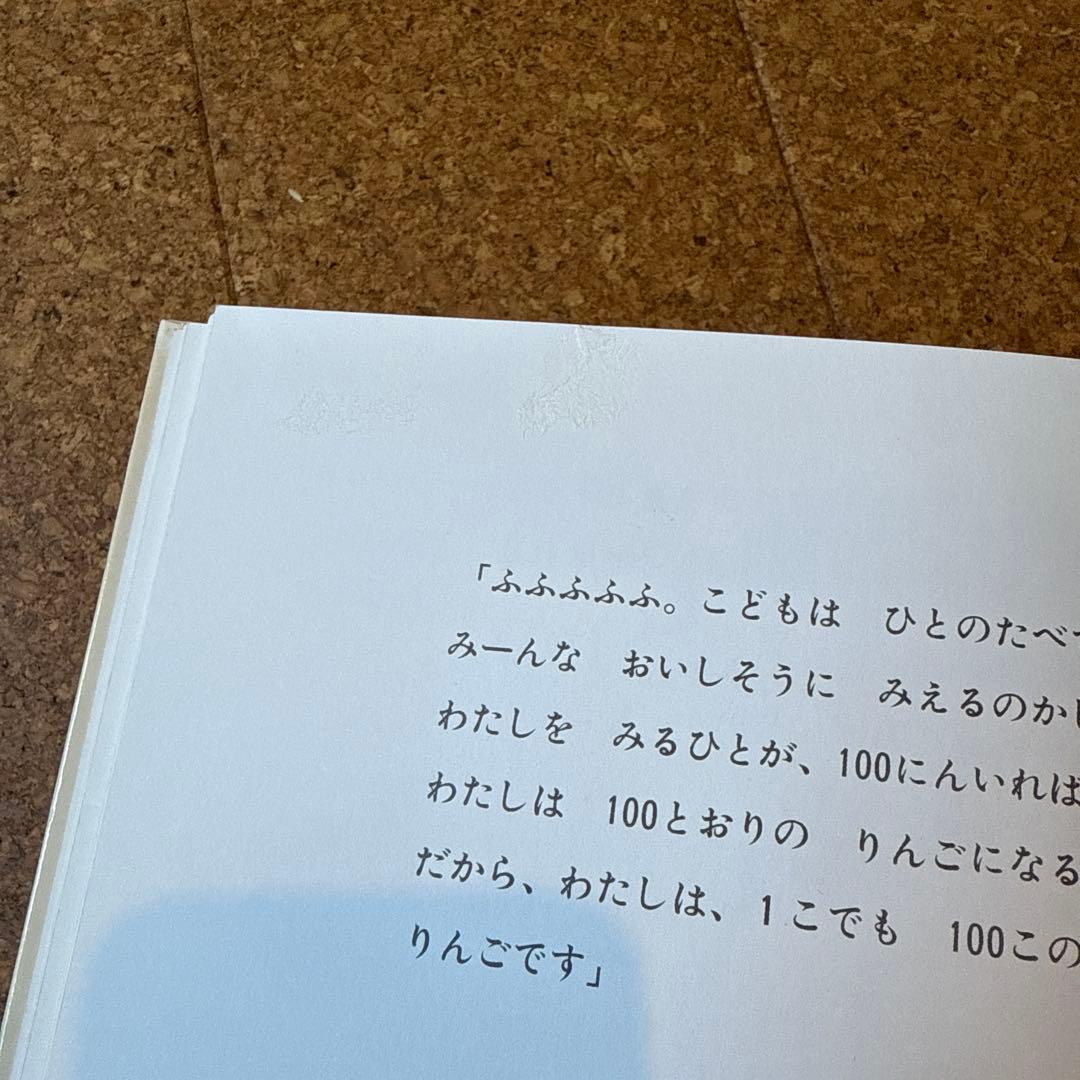 「ふふふふふ。こどもは　ひとのたべ
みーんな　おいしそうに　みえるのか
わたしを　みるひとが、100にんいれば
わたしは　100とおりの　りんごになる
だから、わたしは、1こでも　100この
りんごです」